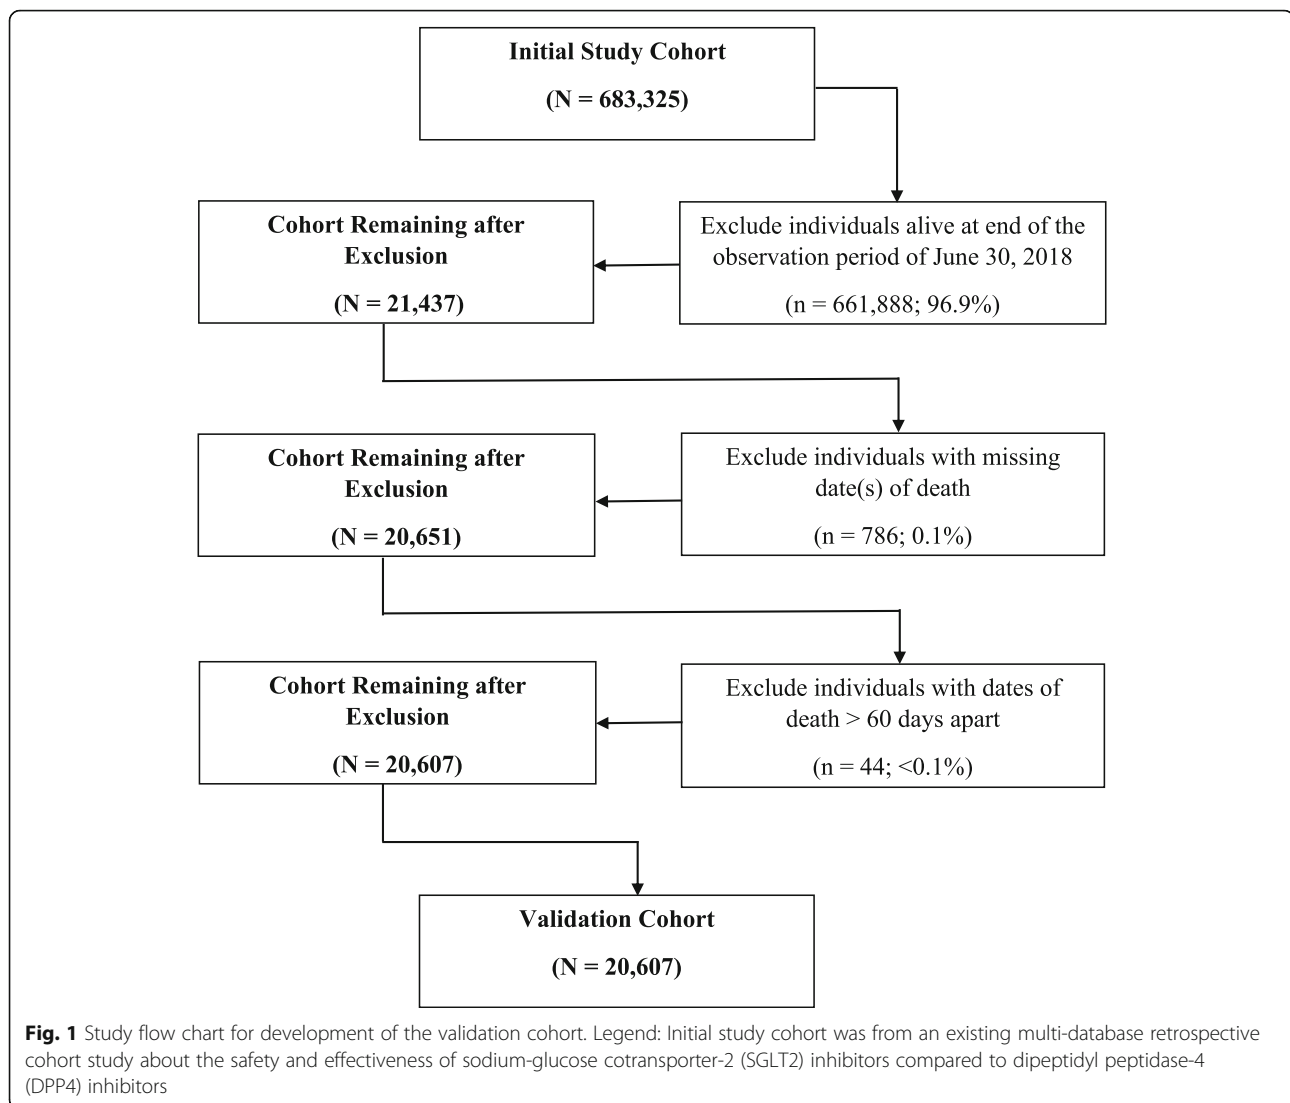 Initial Study Cohort
(N = 683,325)
Exclude individuals alive at end of the
observation period of June 30, 2018
(n = 661,888; 96.9%)
Cohort Remaining after
Exclusion
(N = 21,437)
Exclude individuals with missing
date(s) of death
(n = 786; 0.1%)
Cohort Remaining after
Exclusion
(N = 20,651)
Exclude individuals with dates of
death > 60 days apart
(n = 44; <0.1%)
Cohort Remaining after
Exclusion
(N = 20,607)
Validation Cohort
(N = 20,607)
Fig. 1 Study flow chart for development of the validation cohort. Legend: Initial study cohort was from an existing multi-database retrospective
cohort study about the safety and effectiveness of sodium-glucose cotransporter-2 (SGLT2) inhibitors compared to dipeptidyl peptidase-4
(DPP4) inhibitors